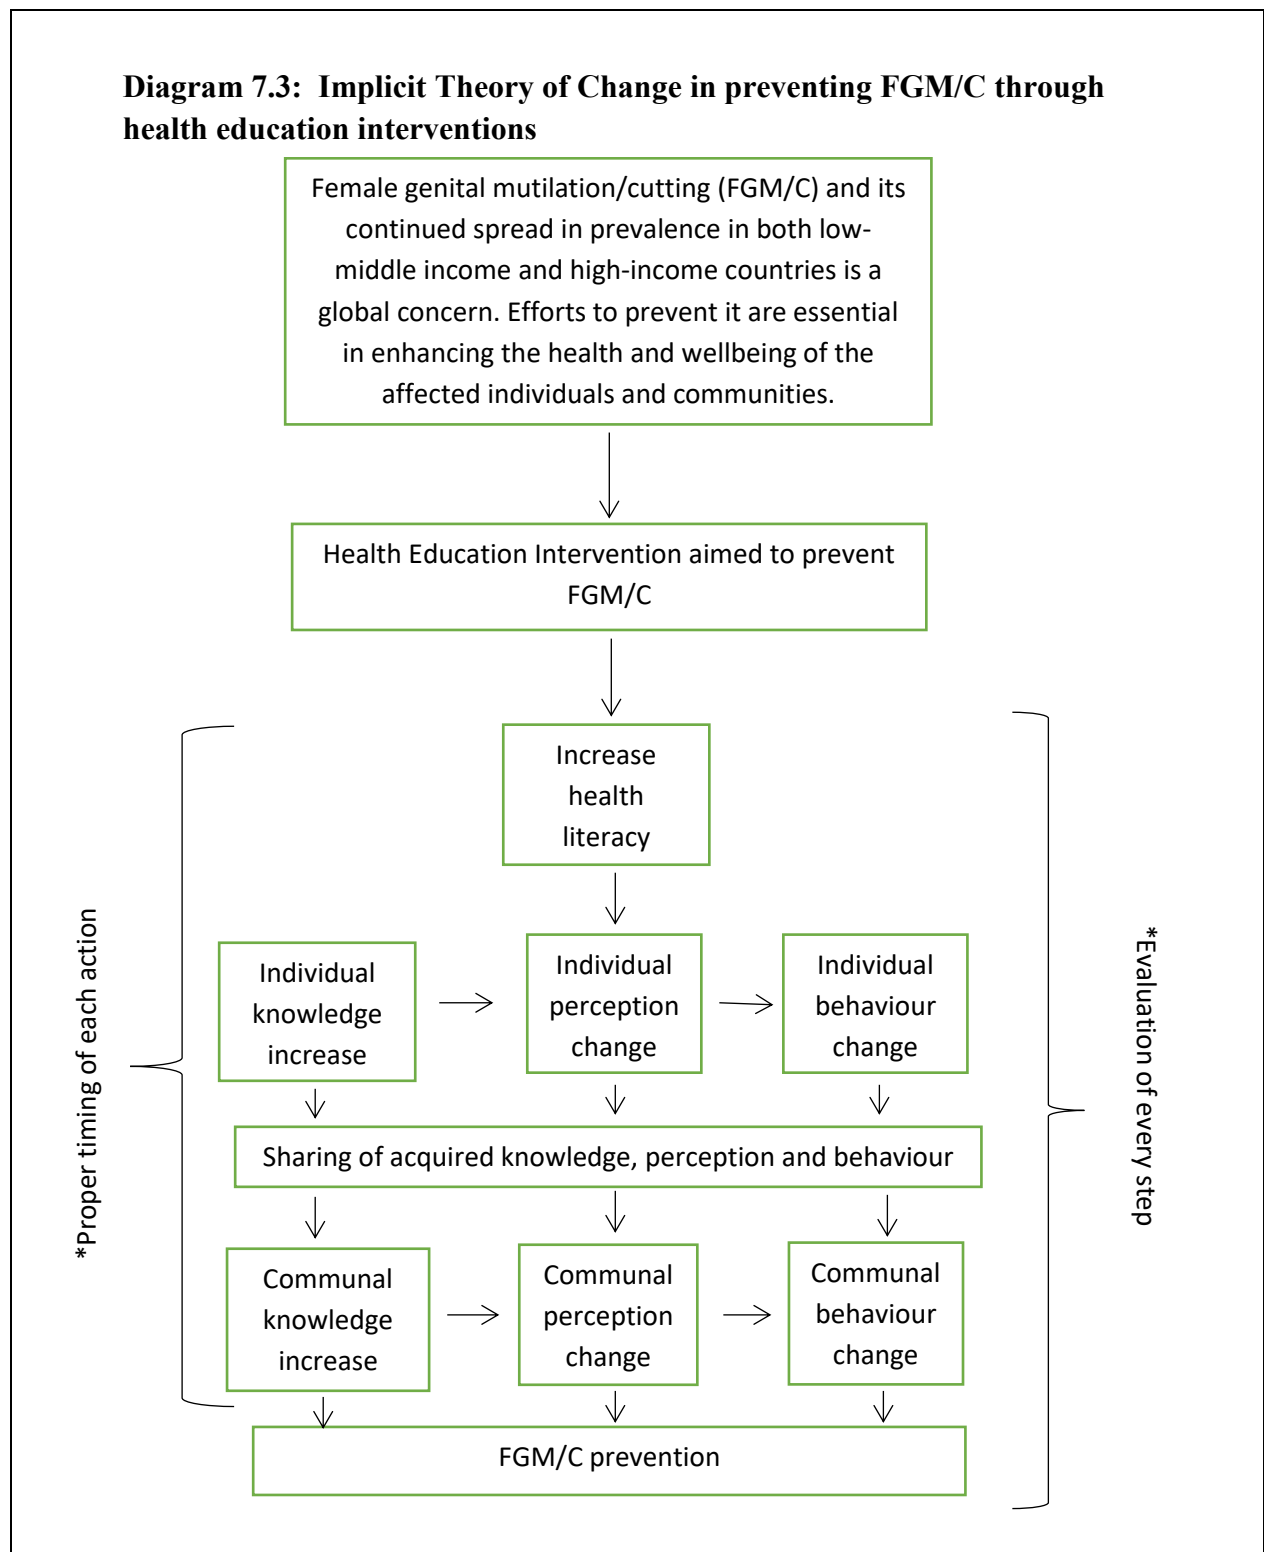 Diagram 7.3:  Implicit Theory of Change in preventing FGM/C through
health education interventions
Female genital mutilation/cutting (FGM/C) and its
continued spread in prevalence in both low-
middle income and high-income countries is a
global concern. Efforts to prevent it are essential
in enhancing the health and wellbeing of the
affected individuals and communities.
Health Education Intervention aimed to prevent
FGM/C
Increase
health
literacy
*Proper timing of each action
Individual
knowledge
increase
Individual
perception
change
Individual
behaviour
change
*Evaluation of every step
Sharing of acquired knowledge, perception and behaviour
Communal
knowledge
increase
Communal
perception
change
Communal
behaviour
change
FGM/C prevention